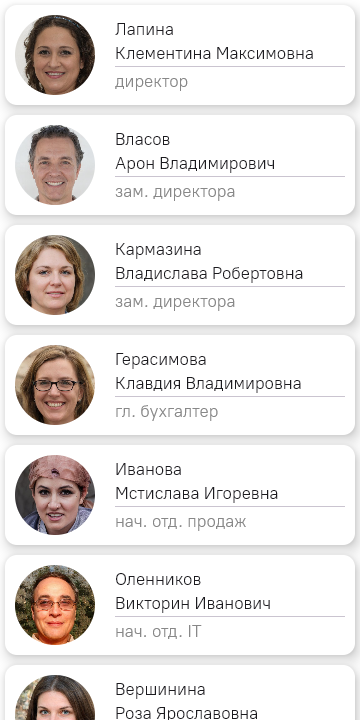 Лапина
Клементина Максимовна
директор
Власов
Арон Владимирович
зам. директора
Кармазина
Владислава Робертовна
зам. директора
Герасимова
Клавдия Владимировна
гл. бухгалтер
Иванова
Мстислава Игоревна
нач. отд. продаж
Оленников
Викторин Иванович
нач. отд. IT
Вершинина
Роза Ярославовна